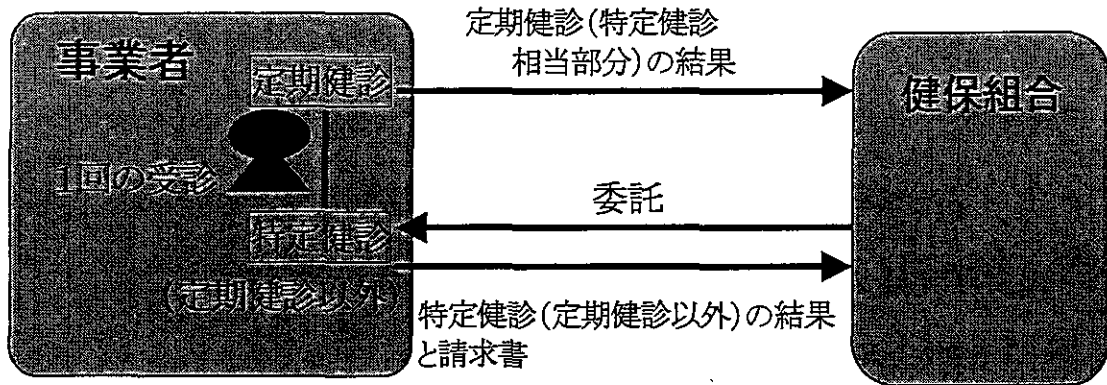 定期健診（特定健診
相当部分）の結果
事業者
定期健診
健保組合
1回の受診
委託
特定健診
（定期健診以外）
特定健診（定期健診以外）の結果
と請求書